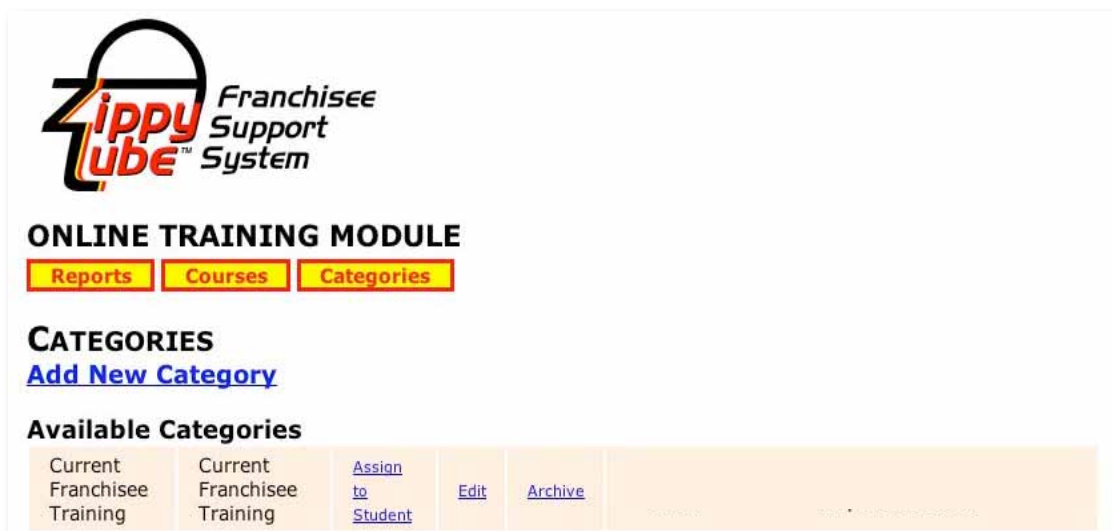 Zippy Tube™ Franchisee Support System
ONLINE TRAINING MODULE
Reports Courses Categories
CATEGORIES
Add New Category
Available Categories
Current Franchisee Training
Current Franchisee Training
Assign to Student
Edit
Archive